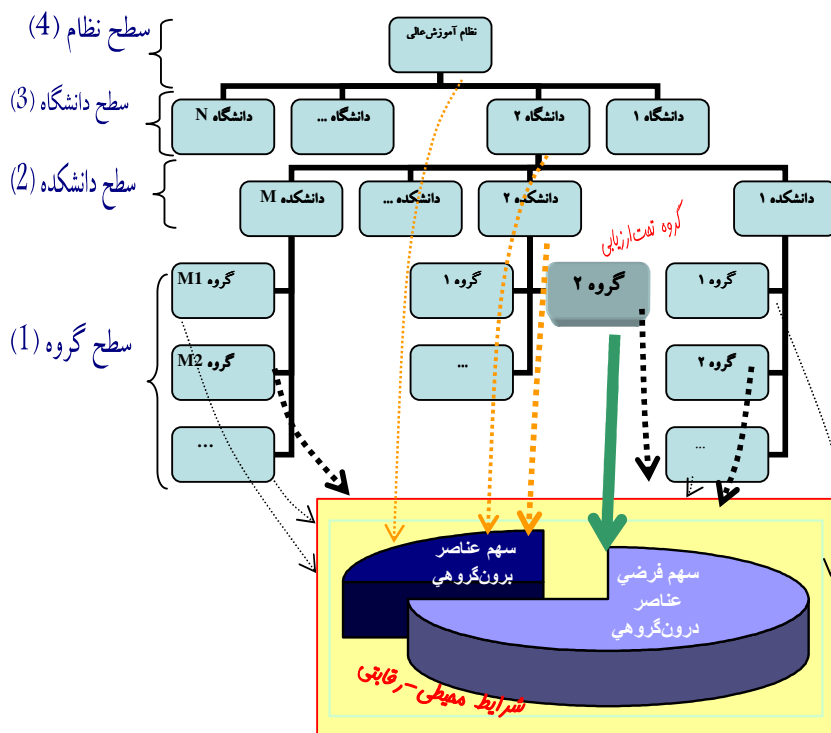 سطح نظام (4)
نظام آموزش‌عالی
سطح دانشگاه (3)
دانشگاه ۱
دانشگاه ۲
دانشگاه ...
دانشگاه N
سطح دانشکده (2)
دانشکده ۱
دانشکده ۲
دانشکده ...
دانشکده M
گروه تحت‌ارزیابی
سطح گروه (1)
گروه ۱
گروه ۲
گروه ۱
گروه M1
گروه ۲
...
گروه M2
...
...
سهم عناصر
برون‌گروهي
سهم فرضي
عناصر
درون‌گروهي
شرایط محیطی-رقابتی